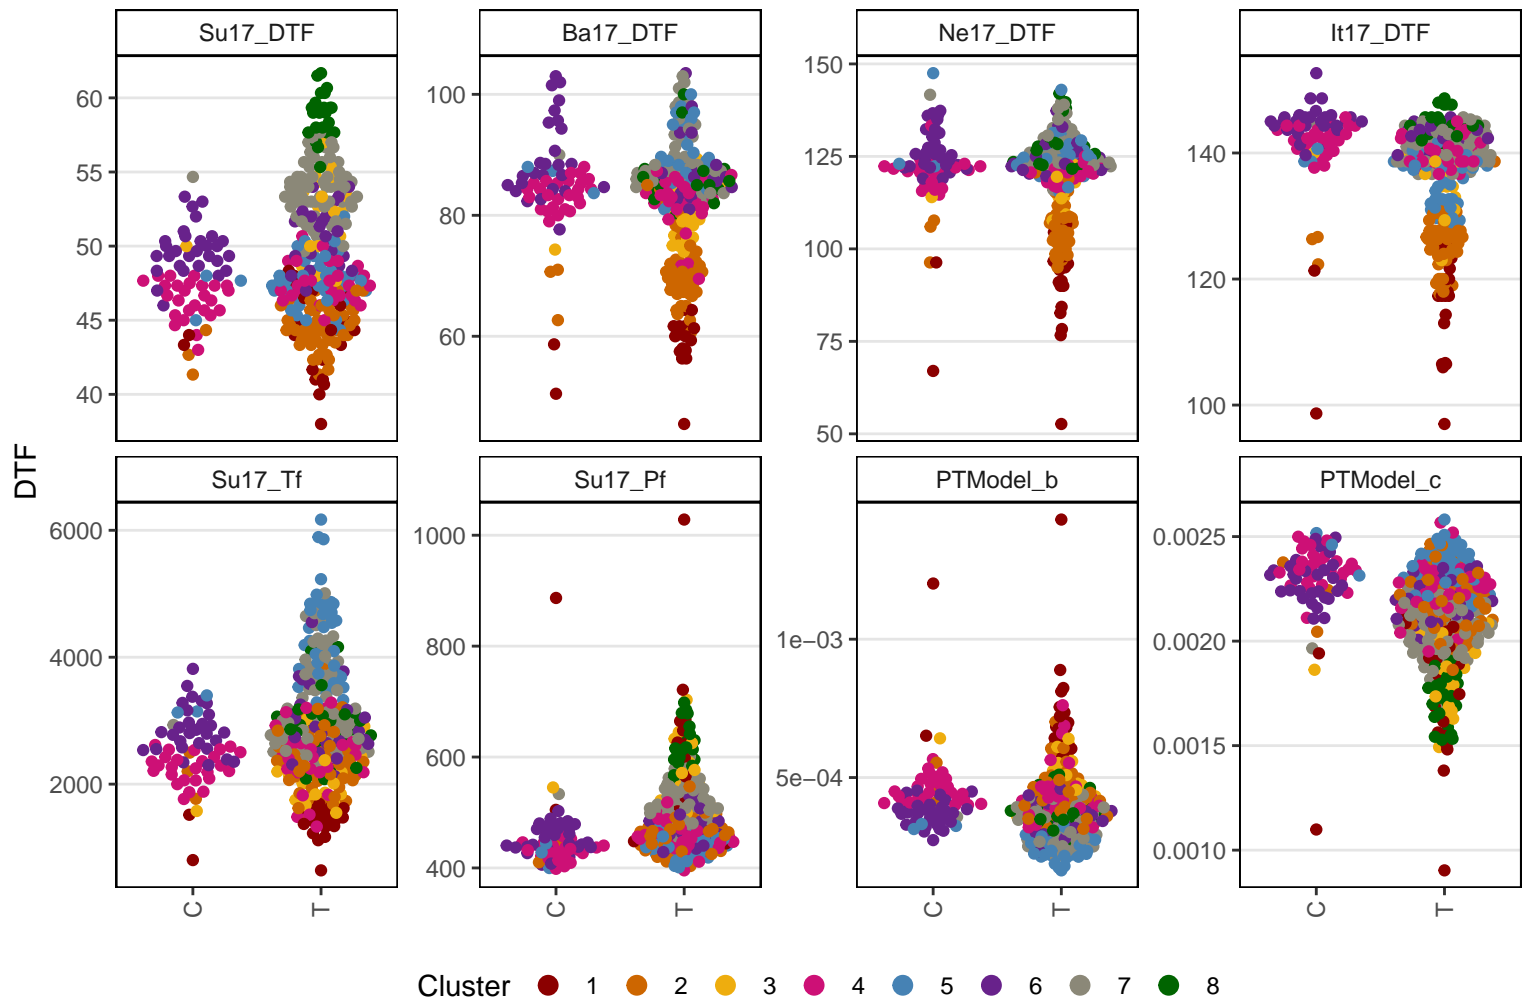 Su17_DTF
Ba17_DTF
Ne17_DTF
It17_DTF
60
55
50
45
40
100
80
60
150
125
100
75
50
140
120
100
DTF
Su17_Tf
Su17_Pf
PTModel_b
PTModel_c
6000
4000
2000
1000
800
600
400
1e−03
5e−04
0.0025
0.0020
0.0015
0.0010
C T C T C T C T
Cluster 1 2 3 4 5 6 7 8